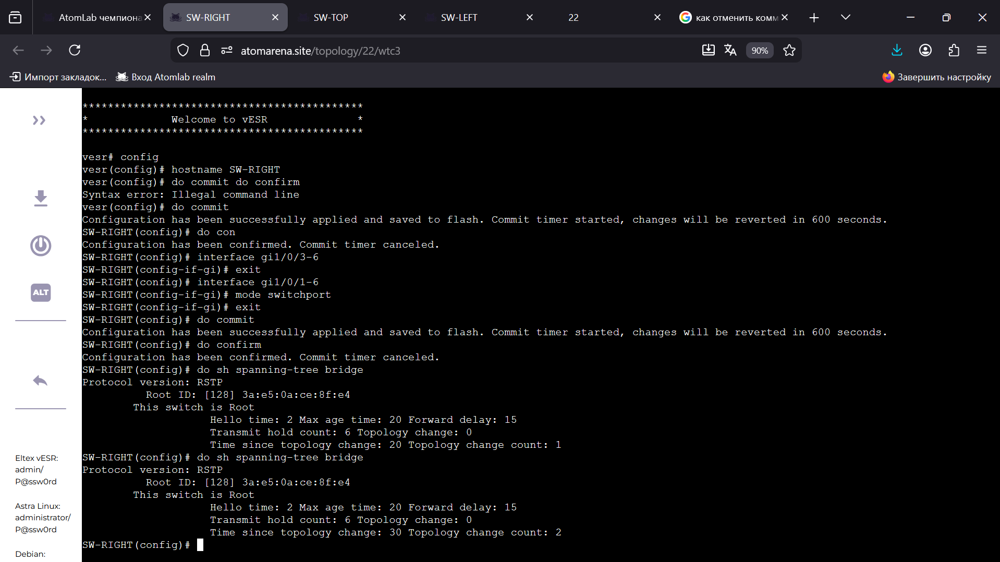 AtomLab чемпиона
SW-RIGHT
SW-TOP
SW-LEFT
22
как отменить комм
atomarena.site/topology/22/wtc3
90%
Импорт закладок...
Вход Atomlab realm
Завершить настройку
********************************************
* Welcome to vESR *
********************************************
vesr# config
vesr(config)# hostname SW-RIGHT
vesr(config)# do commit do confirm
Syntax error: Illegal command line
vesr(config)# do commit
Configuration has been successfully applied and saved to flash. Commit timer started, changes will be reverted in 600 seconds.
SW-RIGHT(config)# do con
Configuration has been confirmed. Commit timer canceled.
SW-RIGHT(config)# interface gi1/0/3-6
SW-RIGHT(config-if-gi)# exit
SW-RIGHT(config)# interface gi1/0/1-6
SW-RIGHT(config-if-gi)# mode switchport
SW-RIGHT(config-if-gi)# exit
SW-RIGHT(config)# do commit
Configuration has been successfully applied and saved to flash. Commit timer started, changes will be reverted in 600 seconds.
SW-RIGHT(config)# do confirm
Configuration has been confirmed. Commit timer canceled.
SW-RIGHT(config)# do sh spanning-tree bridge
Protocol version: RSTP
Root ID: [128] 3a:e5:0a:ce:8f:e4
This switch is Root
Hello time: 2 Max age time: 20 Forward delay: 15
Transmit hold count: 6 Topology change: 0
Time since topology change: 20 Topology change count: 1
SW-RIGHT(config)# do sh spanning-tree bridge
Protocol version: RSTP
Root ID: [128] 3a:e5:0a:ce:8f:e4
This switch is Root
Hello time: 2 Max age time: 20 Forward delay: 15
Transmit hold count: 6 Topology change: 0
Time since topology change: 30 Topology change count: 2
SW-RIGHT(config)#
ALT
Eltex vESR:
admin/
P@ssw0rd
Astra Linux:
administrator/
P@ssw0rd
Debian: